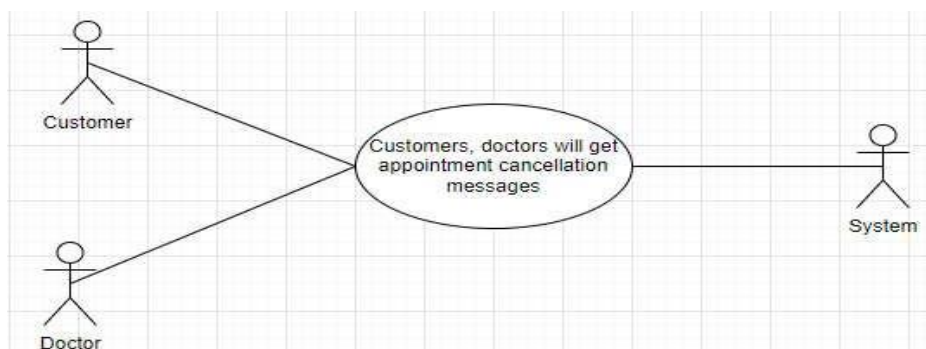 Customer
Customers, doctors will get
appointment cancellation
messages
System
Doctor